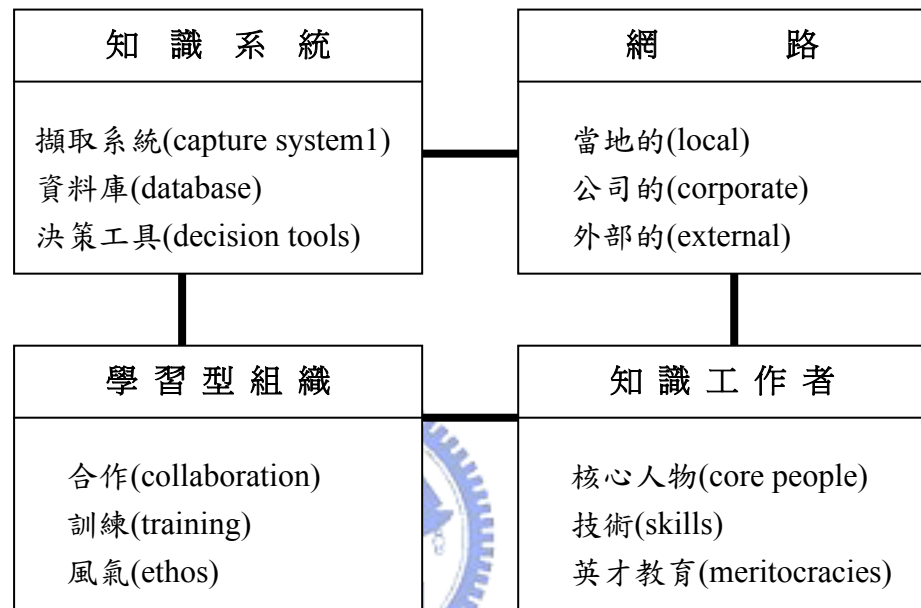 知識系統
擷取系統(capture system1)
資料庫(database)
決策工具(decision tools)
網路
當地的(local)
公司的(corporate)
外部的(external)
學習型組織
合作(collaboration)
訓練(training)
風氣(ethos)
知識工作者
核心人物(core people)
技術(skills)
英才教育(meritocracies)